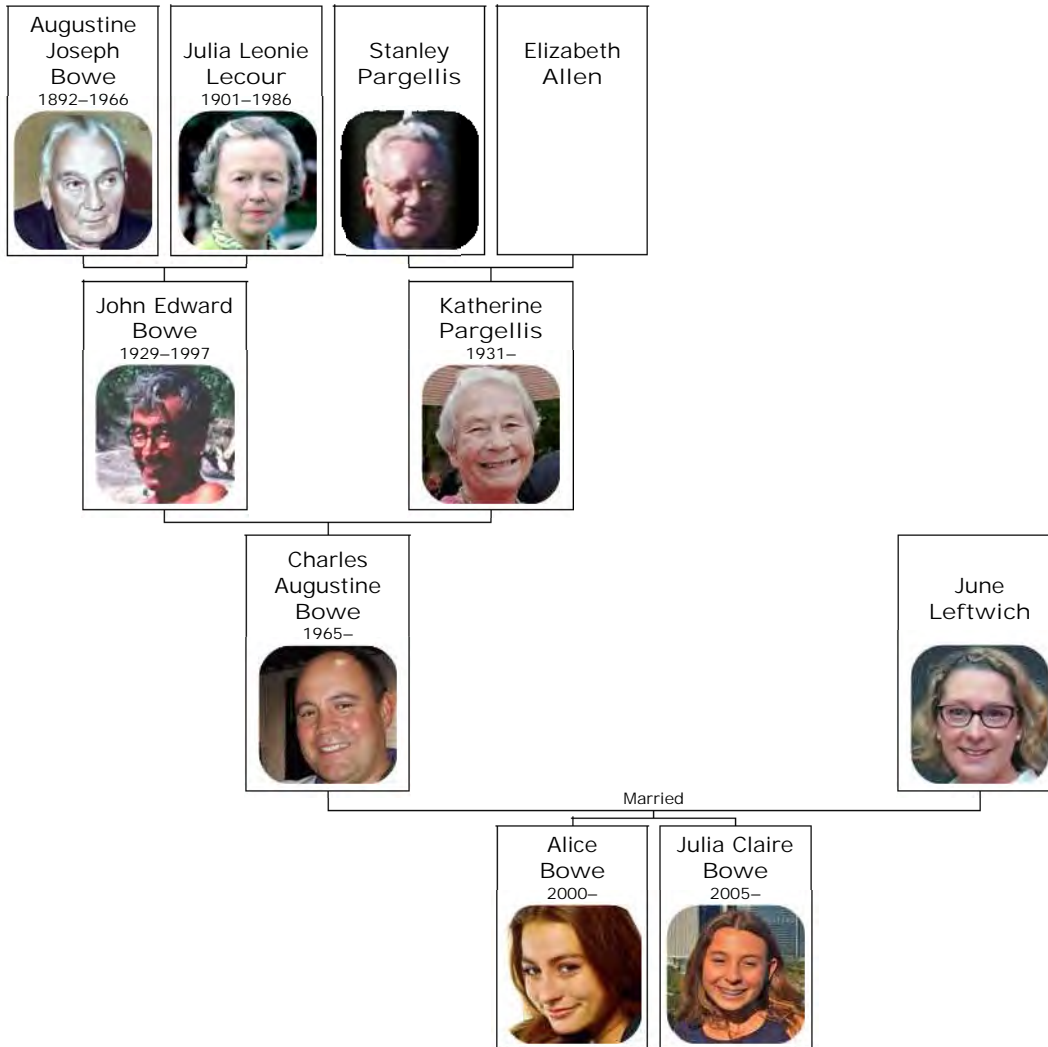 Augustine
Joseph
Bowe
1892–1966
Julia Leonie
Lecour
1901–1986
Stanley
Pargellis
Elizabeth
Allen
John Edward
Bowe
1929–1997
Katherine
Pargellis
1931–
Charles
Augustine
Bowe
1965–
June
Leftwich
Married
Alice
Bowe
2000–
Julia Claire
Bowe
2005–